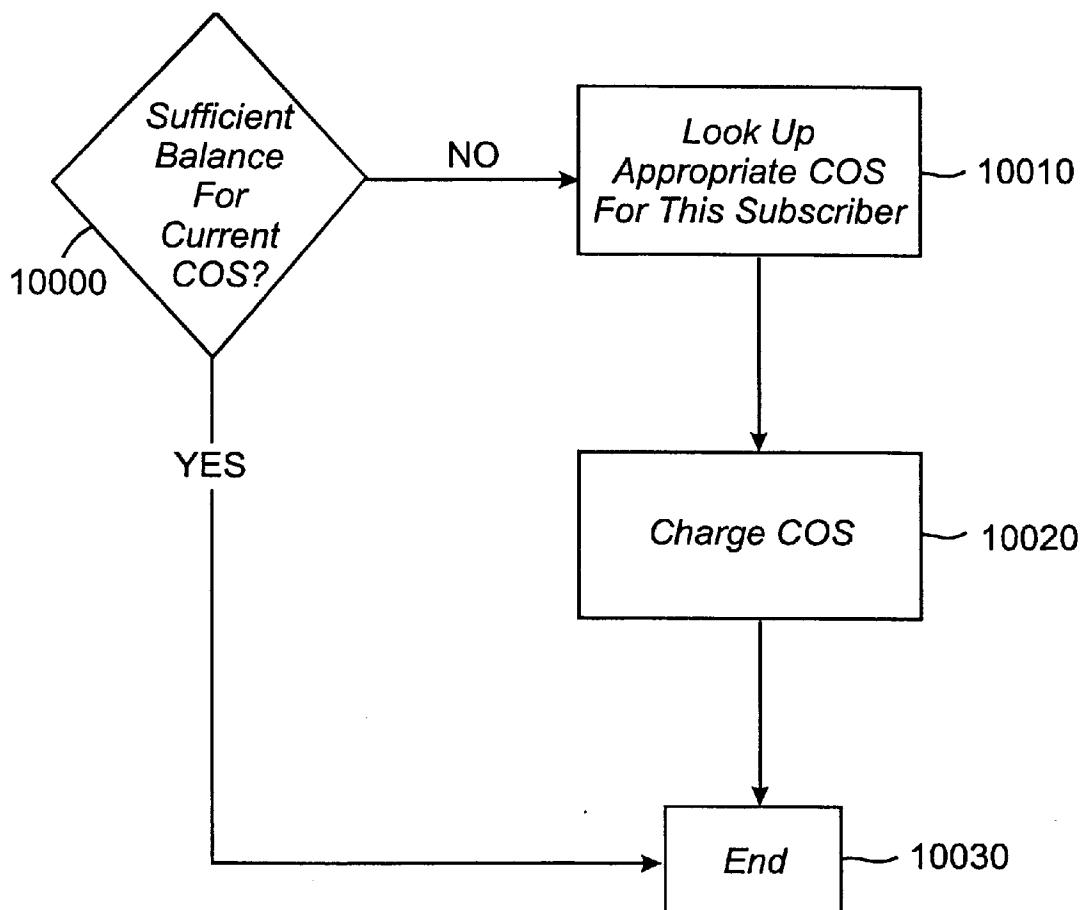 Sufficient
Balance
For
Current
COS?
10000
NO
Look Up
Appropriate COS
For This Subscriber
10010
YES
Charge COS
10020
End
10030